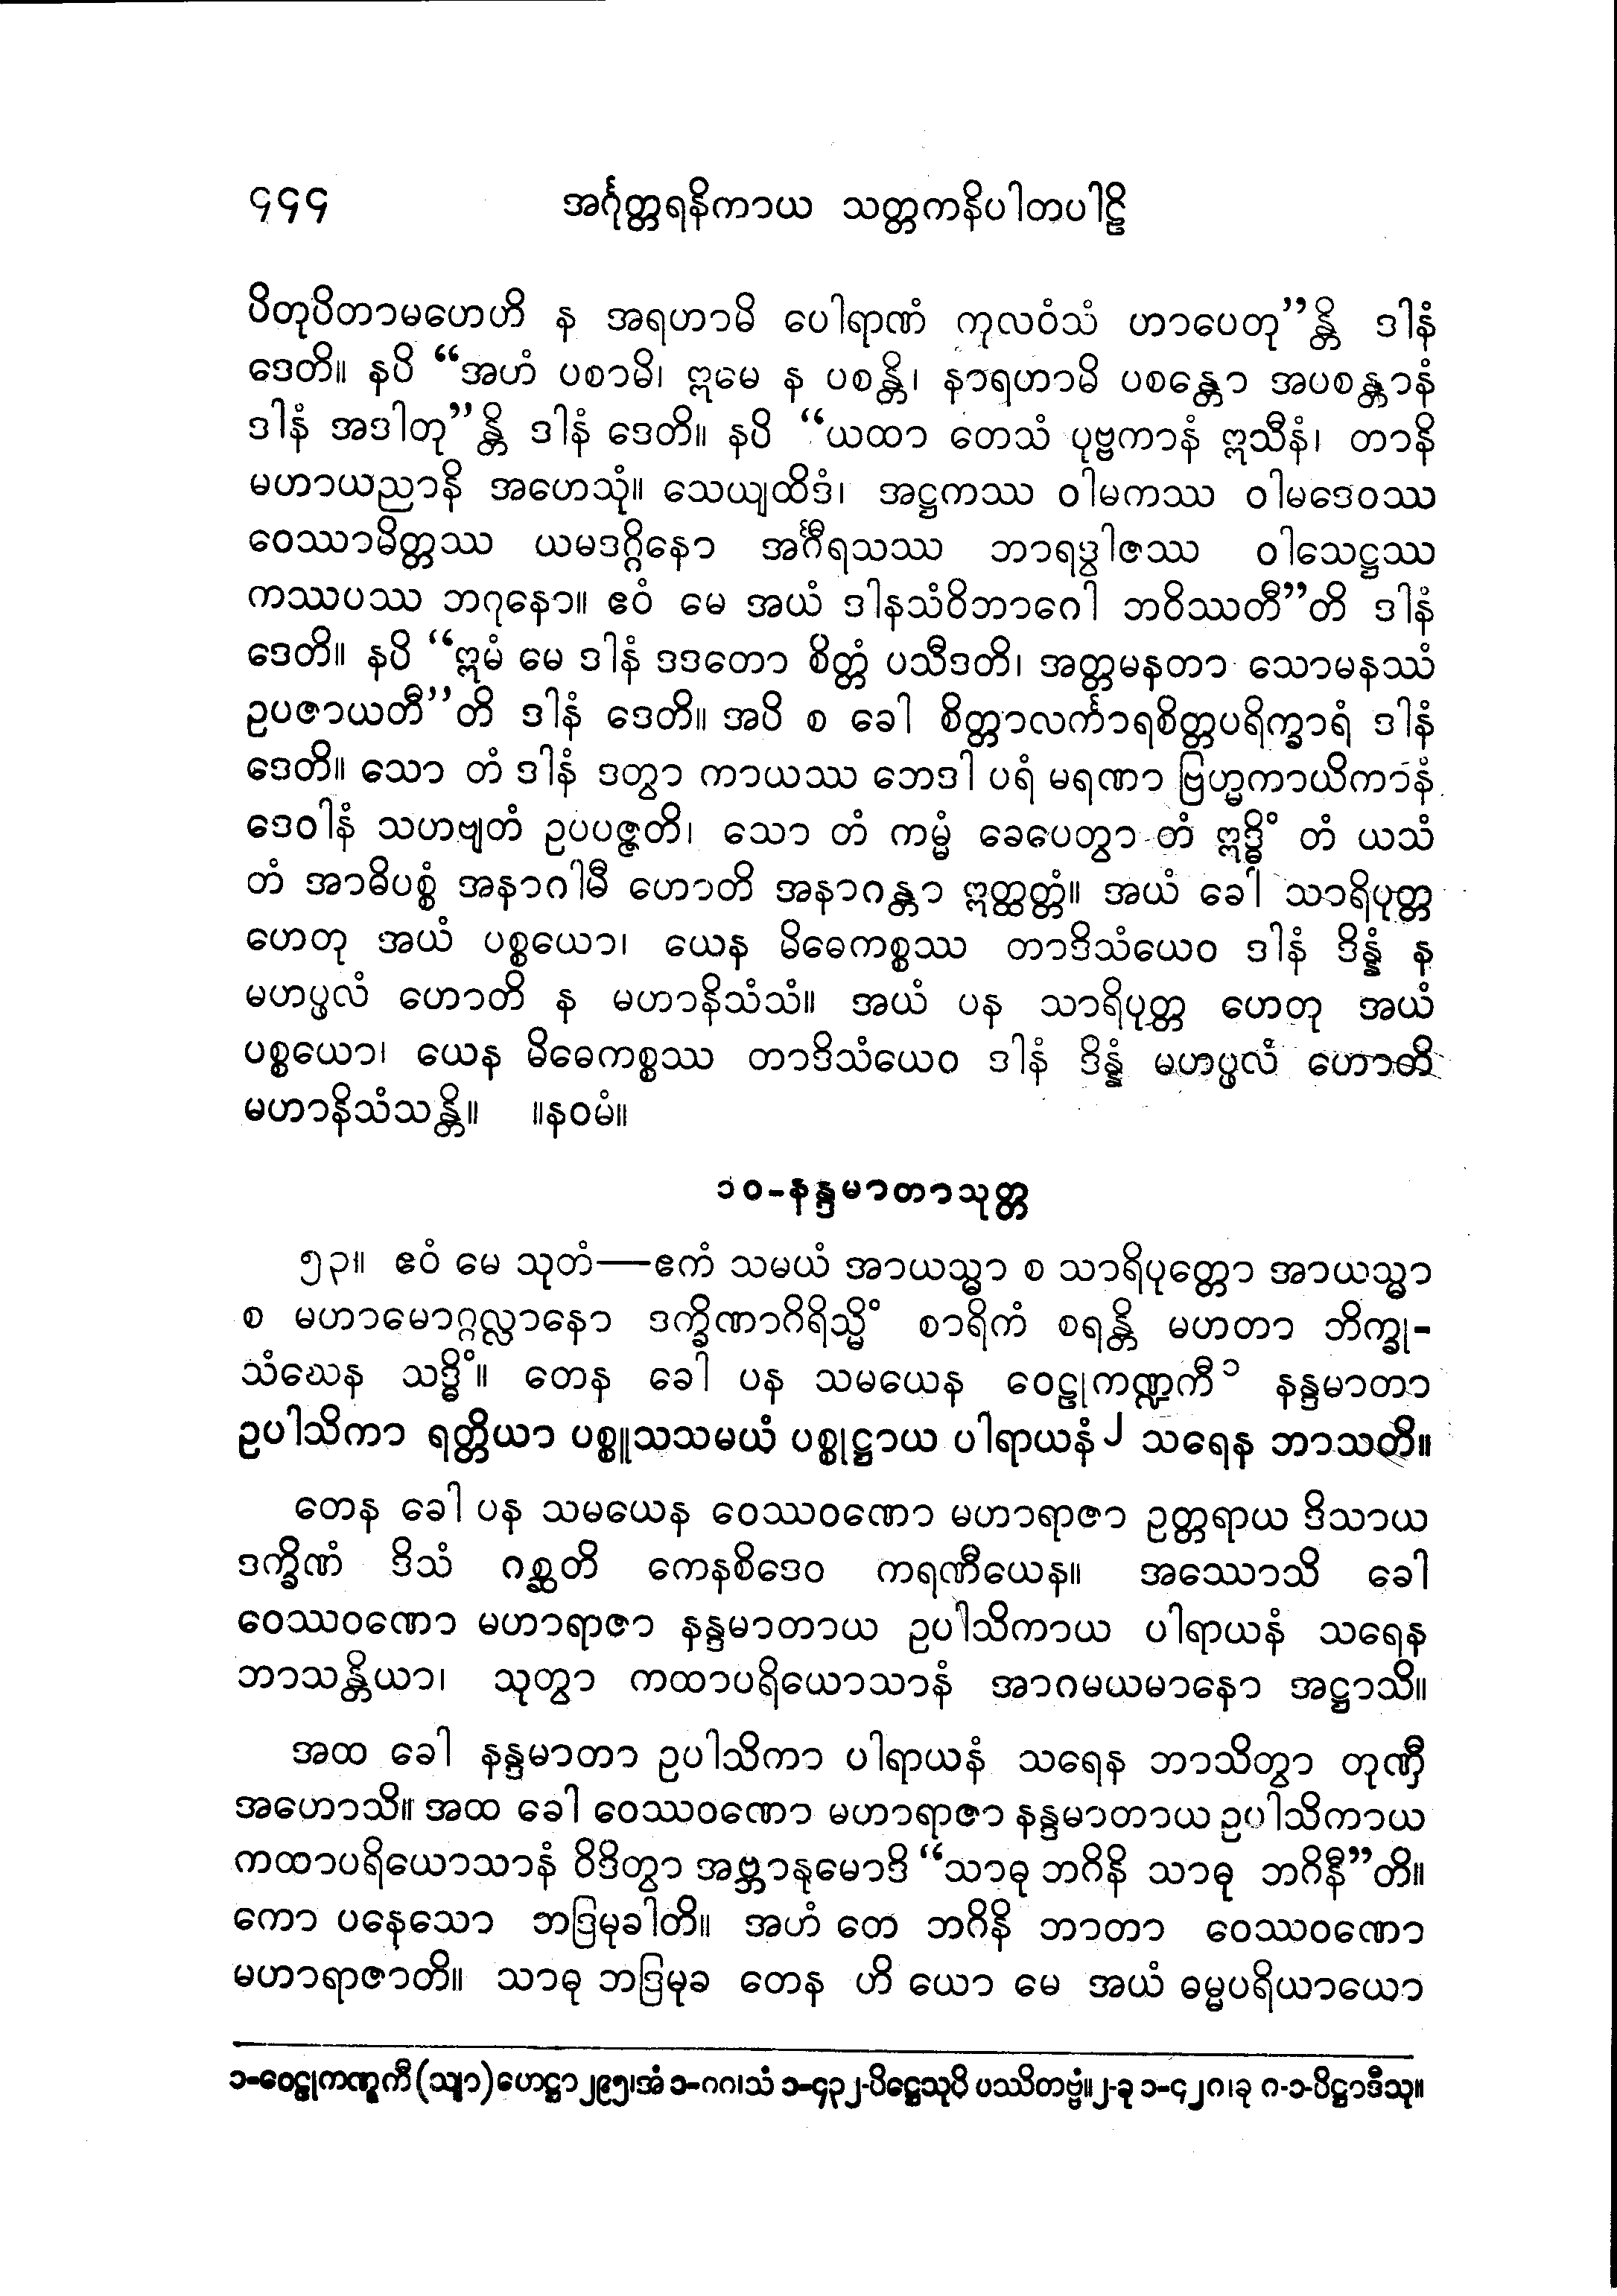 ၄၄၄ အင်္ဂုတ္တရနိကာယ သတ္တကနိပါတပါဠိ
ပိတုပိတာမဟေဟိ န အရဟာမိ ပေါရာဏံ ကုလဝံသံ ဟာပေတု”န္တိ ဒါနံ
ဒေတိ။ နပိ “အဟံ ပစာမိ၊ ဣမေ န ပစန္တိ၊ နာရဟာမိ ပစန္တော အပစန္တာနံ
ဒါနံ အဒါတု”န္တိ ဒါနံ ဒေတိ။ နပိ “ယထာ တေသံ ပုဗ္ဗကာနံ ဣသီနံ၊ တာနိ
မဟာယညာနိ အဟေသုံ။ သေယျထိဒံ၊ အဋ္ဌကဿ ဝါမကဿ ဝါမဒေဝဿ
ဝေဿာမိတ္တဿ ယမဒဂ္ဂိနော အင်္ဂီရသဿ ဘာရဒွါဇဿ ဝါသေဋ္ဌဿ
ကဿပဿ ဘဂုနော။ ဧဝံ မေ အယံ ဒါနသံဝိဘာဂေါ ဘဝိဿတီ”တိ ဒါနံ
ဒေတိ။ နပိ “ဣမံ မေ ဒါနံ ဒဒတော စိတ္တံ ပသီဒတိ၊ အတ္တမနတာ သောမနဿံ
ဥပဇာယတီ”တိ ဒါနံ ဒေတိ။ အပိ စ ခေါ စိတ္တာလင်္ကာရစိတ္တပရိက္ခာရံ ဒါနံ
ဒေတိ။ သော တံ ဒါနံ ဒတွာ ကာယဿ ဘေဒါ ပရံ မရဏာ ဗြဟ္မကာယိကာနံ
ဒေဝါနံ သဟဗျတံ ဥပပဇ္ဇတိ၊ သော တံ ကမ္မံ ခေပေတွာ တံ ဣဒ္ဓိံ တံ ယသံ
တံ အာဓိပစ္စံ အနာဂါမီ ဟောတိ အနာဂန္တာ ဣတ္ထတ္တံ။ အယံ ခေါ သာရိပုတ္တ
ဟေတု အယံ ပစ္စယော၊ ယေန မိဓေကစ္စဿ တာဒိသံယေဝ ဒါနံ ဒိန္နံ န
မဟပ္ဖလံ ဟောတိ န မဟာနိသံသံ။ အယံ ပန သာရိပုတ္တ ဟေတု အယံ
ပစ္စယော၊ ယေန မိဓေကစ္စဿ တာဒိသံယေဝ ဒါနံ ဒိန္နံ မဟပ္ဖလံ ဟောတိ
မဟာနိသံသန္တိ။ ။နဝမံ။
၁၀-နန္ဒမာတာသုတ္တ
၅၃။ ဧဝံ မေ သုတံ—ဧကံ သမယံ အာယသ္မာ စ သာရိပုတ္တော အာယသ္မာ
စ မဟာမောဂ္ဂလ္လာနော ဒက္ခိဏာဂိရိသ္မိံ စာရိကံ စရန္တိ မဟတာ ဘိက္ခု-
သံဃေန သဒ္ဓိံ။ တေန ခေါ ပန သမယေန ဝေဠုကဏ္ဍကီ၁ နန္ဒမာတာ
ဥပါသိကာ ရတ္တိယာ ပစ္စူသသမယံ ပစ္စုဋ္ဌာယ ပါရာယနံ၂ သရေန ဘာသတိ။
တေန ခေါ ပန သမယေန ဝေဿဝဏော မဟာရာဇာ ဥတ္တရာယ ဒိသာယ
ဒက္ခိဏံ ဒိသံ ဂစ္ဆတိ ကေနစိဒေဝ ကရဏီယေန။ အဿောသိ ခေါ
ဝေဿဝဏော မဟာရာဇာ နန္ဒမာတာယ ဥပါသိကာယ ပါရာယနံ သရေန
ဘာသန္တိယာ၊ သုတွာ ကထာပရိယောသာနံ အာဂမယမာနော အဋ္ဌာသိ။
အထ ခေါ နန္ဒမာတာ ဥပါသိကာ ပါရာယနံ သရေန ဘာသိတွာ တုဏှီ
အဟောသိ။ အထ ခေါ ဝေဿဝဏော မဟာရာဇာ နန္ဒမာတာယ ဥပါသိကာယ
ကထာပရိယောသာနံ ဝိဒိတွာ အဗ္ဘာနုမောဒိ “သာဓု ဘဂိနိ သာဓု ဘဂိနီ”တိ။
ကော ပနေသော ဘဒြမုခါတိ။ အဟံ တေ ဘဂိနိ ဘာတာ ဝေဿဝဏော
မဟာရာဇာတိ။ သာဓု ဘဒြမုခ တေန ဟိ ယော မေ အယံ ဓမ္မပရိယာယော
၁-ဝေဠုကဏ္ဋကီ (သျာ) ဟေဋ္ဌာ ၂၉၅၊ အံ ၁-ဂဂ၊ သံ ၁-၄၃၂-ပိဋ္ဌေသုပိ ပဿိတဗ္ဗံ။ ၂-ခု ၁-၄၂ဂ၊ ခု ဂ-၁-ပိဋ္ဌာဒီသု။